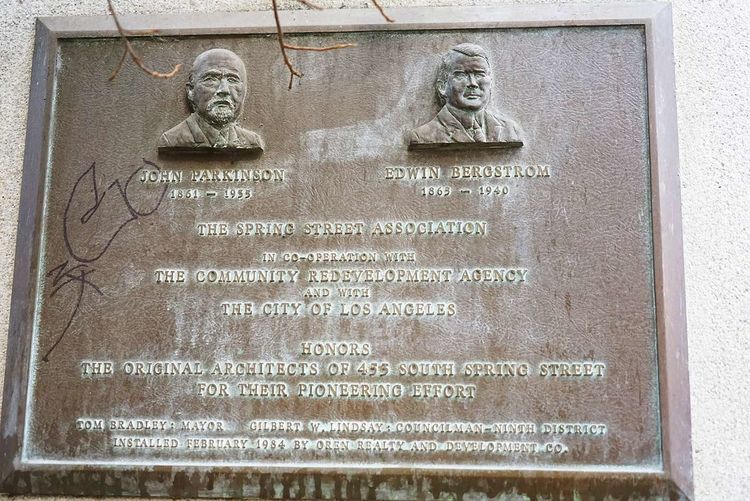 JOHN PARKINSON
1861 – 1935
EDWIN BERGSTROM
1863 – 1940
THE SPRING STREET ASSOCIATION
IN CO-OPERATION WITH
THE COMMUNITY REDEVELOPMENT AGENCY
AND WITH
THE CITY OF LOS ANGELES
HONORS
THE ORIGINAL ARCHITECTS OF 455 SOUTH SPRING STREET
FOR THEIR PIONEERING EFFORT
TOM BRADLEY : MAYOR GILBERT W. LINDSAY : COUNCILMAN-NINTH DISTRICT
INSTALLED FEBRUARY 1984 BY OREN REALTY AND DEVELOPMENT CO.